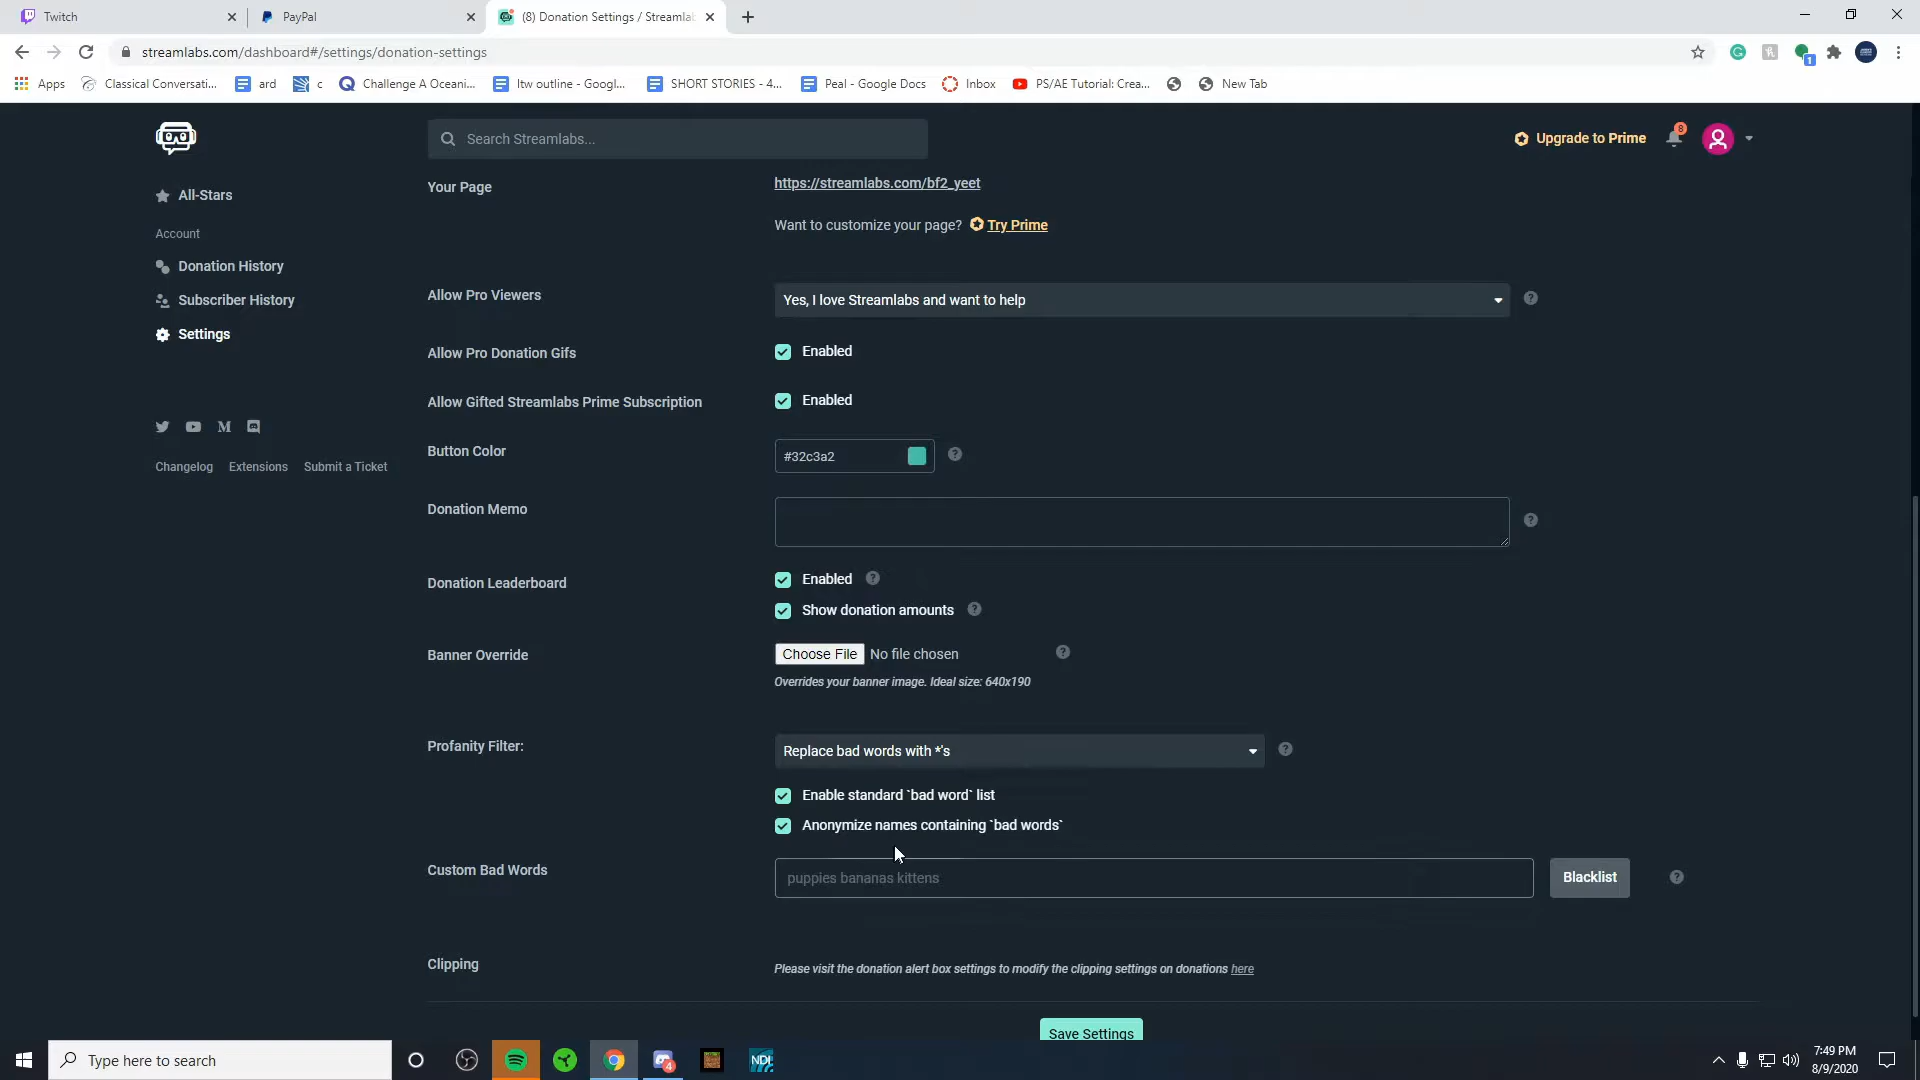 Twitch
PayPal
(8) Donation Settings / Streamla
streamlabs.com/dashboard#/settings/donation-settings
1
Apps
Classical Conversati...
ard
c
Challenge A Oceani...
ltw outline - Googl...
SHORT STORIES - 4...
Peal - Google Docs
Inbox
PS/AE Tutorial: Crea...
New Tab
Search Streamlabs...
Upgrade to Prime
8
All-Stars
Account
Donation History
Subscriber History
Settings
Changelog Extensions Submit a Ticket
Your Page
https://streamlabs.com/bf2_yeet
Want to customize your page? Try Prime
Allow Pro Viewers
Yes, I love Streamlabs and want to help
Allow Pro Donation Gifs
Enabled
Allow Gifted Streamlabs Prime Subscription
Enabled
Button Color
#32c3a2
Donation Memo
Donation Leaderboard
Enabled
Show donation amounts
Banner Override
Choose File No file chosen
Overrides your banner image. Ideal size: 640x190
Profanity Filter:
Replace bad words with *'s
Enable standard `bad word` list
Anonymize names containing `bad words`
Custom Bad Words
puppies bananas kittens
Blacklist
Clipping
Please visit the donation alert box settings to modify the clipping settings on donations here
Save Settings
Type here to search
4
NDI
7:49 PM
8/9/2020